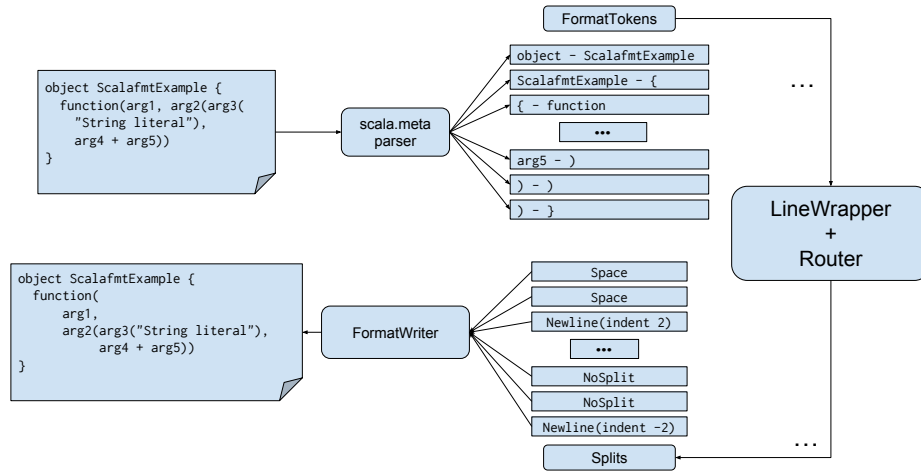 FormatTokens
object - ScalafmtExample
ScalafmtExample - {
{ - function
...
arg5 - )
) - )
) - }
object ScalafmtExample {
  function(arg1, arg2(arg3(
    "String literal"),
    arg4 + arg5))
}
scala.meta
parser
...
LineWrapper
+
Router
object ScalafmtExample {
  function(
      arg1,
      arg2(arg3("String literal"),
           arg4 + arg5))
}
FormatWriter
Space
Space
Newline(indent 2)
...
NoSplit
NoSplit
Newline(indent -2)
Splits
...